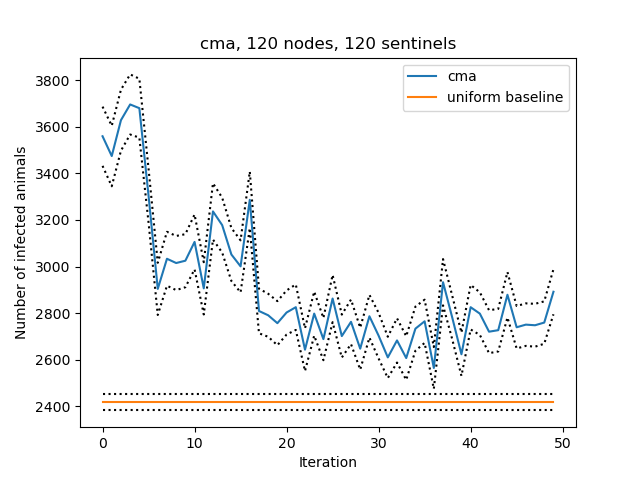 cma, 120 nodes, 120 sentinels
cma
uniform baseline
Number of infected animals
3800
3600
3400
3200
3000
2800
2600
2400
0 10 20 30 40 50
Iteration